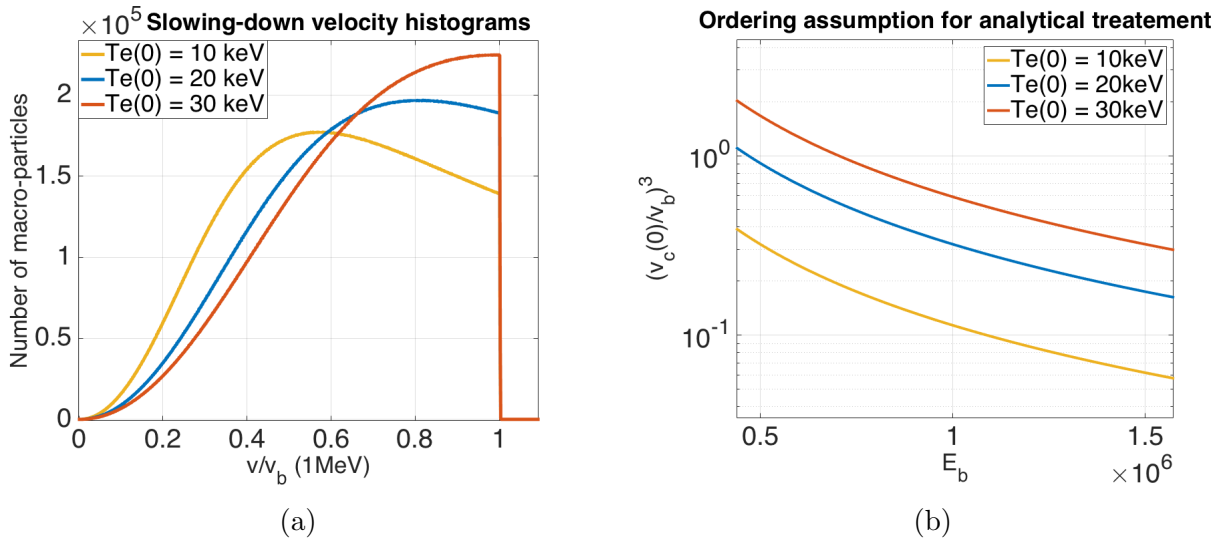 × 10^5 Slowing-down velocity histograms
Te(0) = 10 keV
Te(0) = 20 keV
Te(0) = 30 keV
Number of macro-particles
2
1.5
1
0.5
0
0
0.2
0.4
0.6
0.8
1
v/v_b (1MeV)
(a)
Ordering assumption for analytical treatement
Te(0) = 10keV
Te(0) = 20keV
Te(0) = 30keV
(v_c(0)/v_b)^3
10^0
10^-1
0.5
1
1.5
E_b
× 10^6
(b)